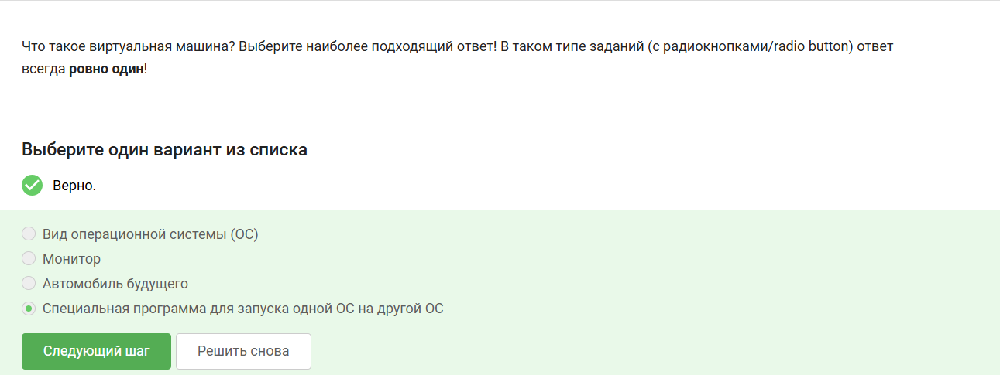 Что такое виртуальная машина? Выберите наиболее подходящий ответ! В таком типе заданий (с радиокнопками/radio button) ответ
всегда ровно один!
Выберите один вариант из списка
Верно.
Вид операционной системы (ОС)
Монитор
Автомобиль будущего
Специальная программа для запуска одной ОС на другой ОС
Следующий шаг
Решить снова